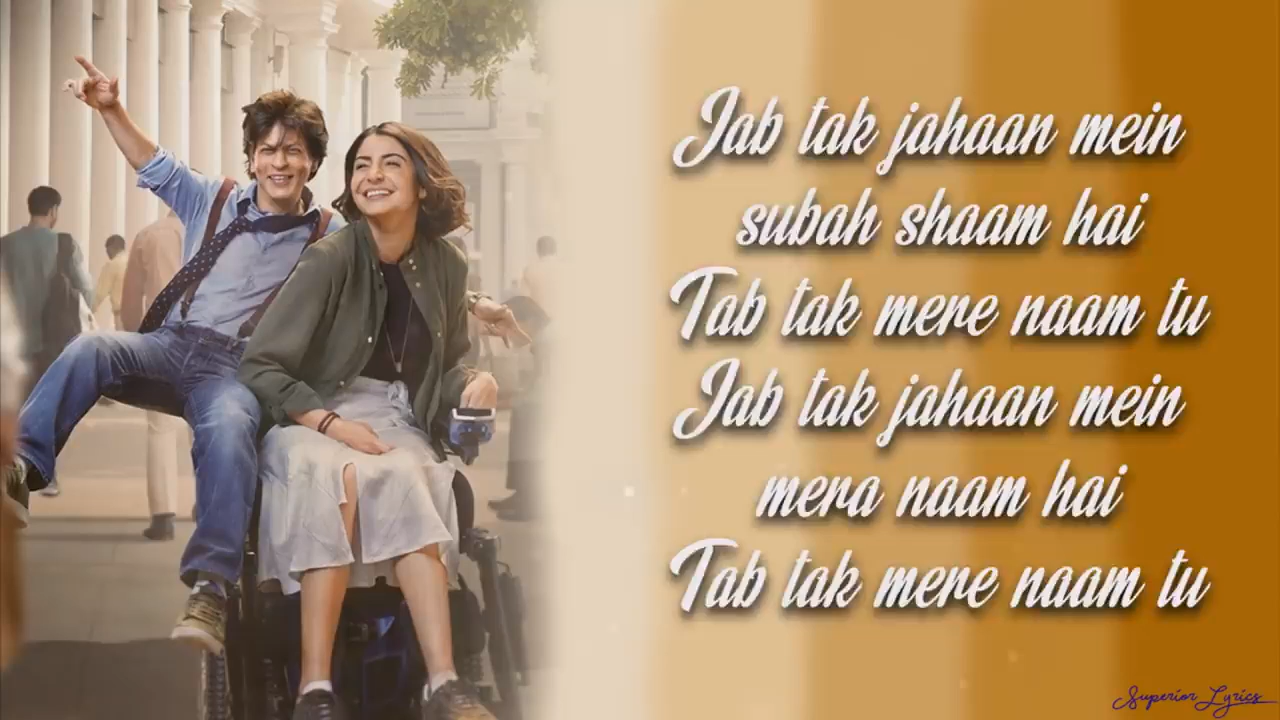 Jab tak jahaan mein
subah shaam hai
Tab tak mere naam tu
Jab tak jahaan mein
mera naam hai
Tab tak mere naam tu
Superior Lyrics